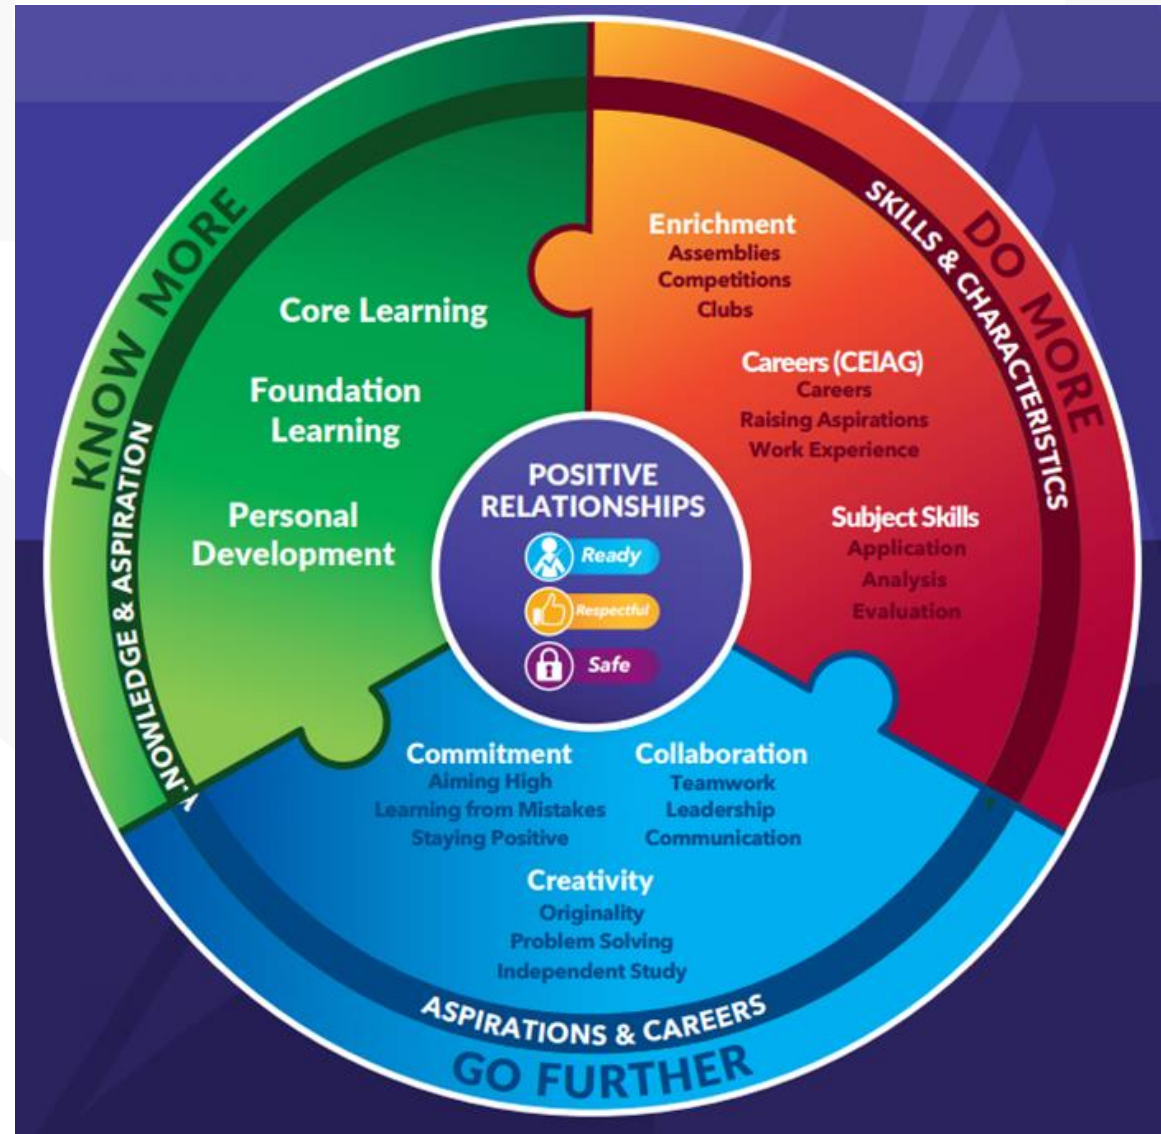 KNOW MORE
KNOWLEDGE & ASPIRATION
Core Learning
Foundation
Learning
Personal
Development
DO MORE
SKILLS & CHARACTERISTICS
Enrichment
Assemblies
Competitions
Clubs
Careers (CEIAG)
Careers
Raising Aspirations
Work Experience
Subject Skills
Application
Analysis
Evaluation
POSITIVE
RELATIONSHIPS
Ready
Respectful
Safe
Commitment
Aiming High
Learning from Mistakes
Staying Positive
Collaboration
Teamwork
Leadership
Communication
Creativity
Originality
Problem Solving
Independent Study
ASPIRATIONS & CAREERS
GO FURTHER